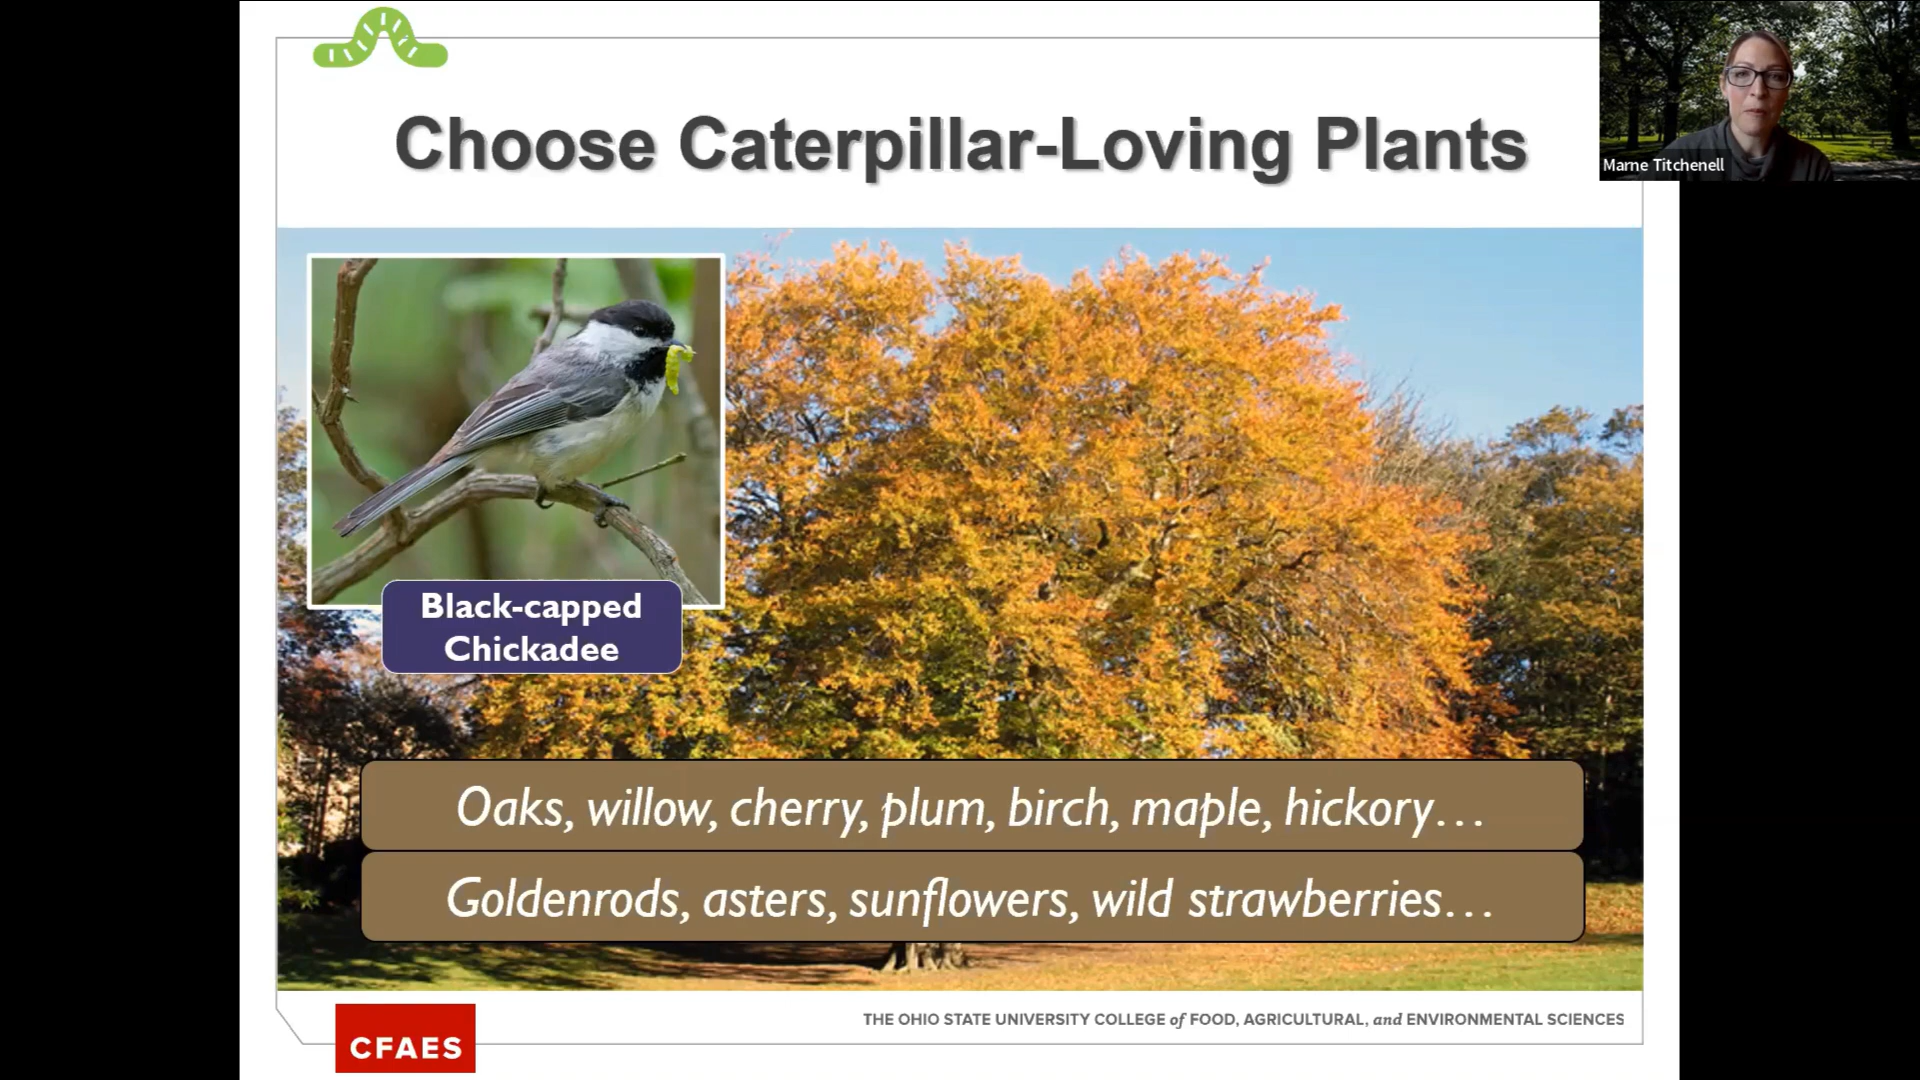 Choose Caterpillar-Loving Plants
Marne Titchenell
Black-capped
Chickadee
Oaks, willow, cherry, plum, birch, maple, hickory…
Goldenrods, asters, sunflowers, wild strawberries…
CFAES
THE OHIO STATE UNIVERSITY COLLEGE of FOOD, AGRICULTURAL, and ENVIRONMENTAL SCIENCES